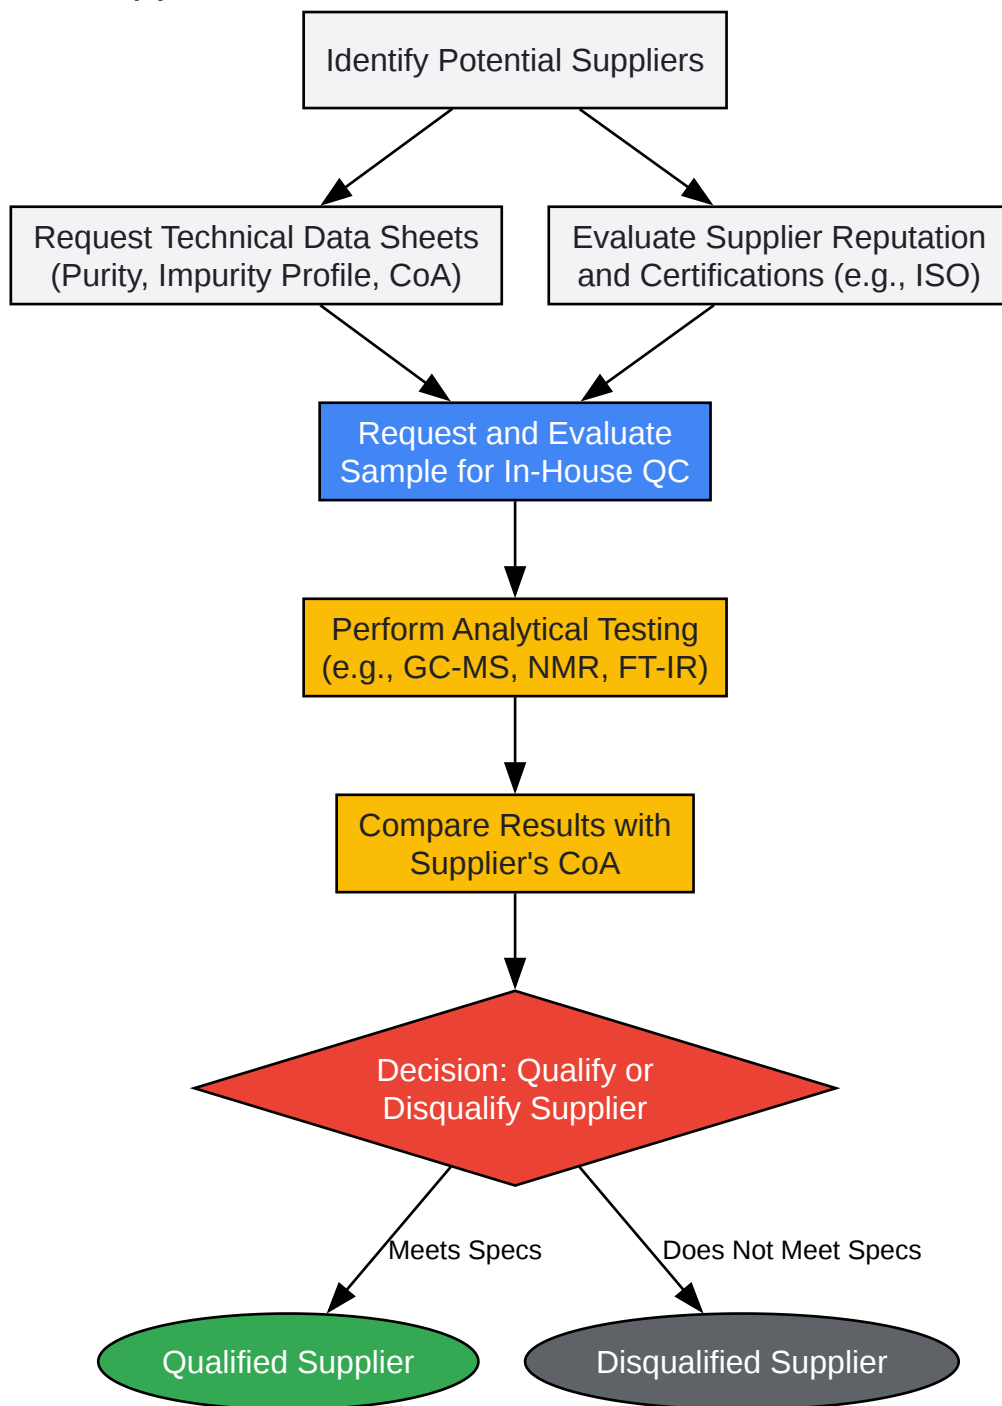 Identify Potential Suppliers
Request Technical Data Sheets
(Purity, Impurity Profile, CoA)
Evaluate Supplier Reputation
and Certifications (e.g., ISO)
Request and Evaluate
Sample for In-House QC
Perform Analytical Testing
(e.g., GC-MS, NMR, FT-IR)
Compare Results with
Supplier's CoA
Decision: Qualify or
Disqualify Supplier
Meets Specs
Does Not Meet Specs
Qualified Supplier
Disqualified Supplier